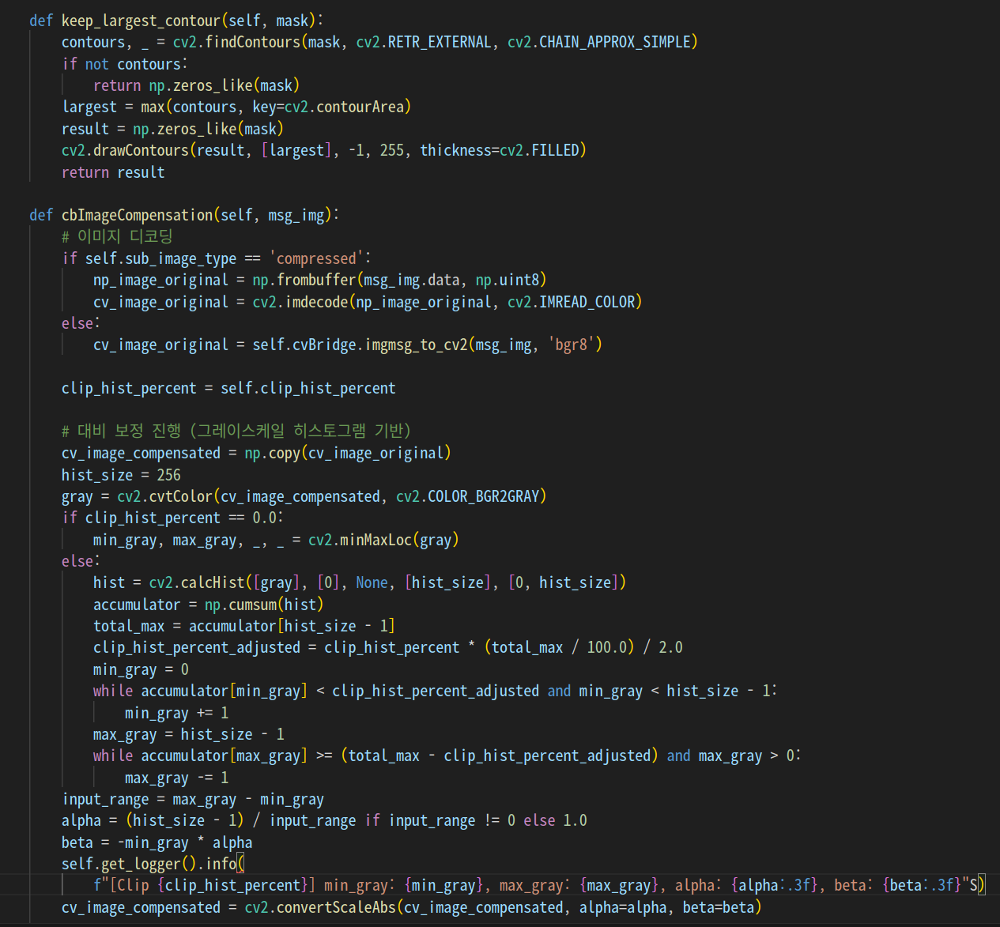 def keep_largest_contour(self, mask):
contours, _ = cv2.findContours(mask, cv2.RETR_EXTERNAL, cv2.CHAIN_APPROX_SIMPLE)
if not contours:
return np.zeros_like(mask)
largest = max(contours, key=cv2.contourArea)
result = np.zeros_like(mask)
cv2.drawContours(result, [largest], -1, 255, thickness=cv2.FILLED)
return result
def cbImageCompensation(self, msg_img):
# 이미지 디코딩
if self.sub_image_type == 'compressed':
np_image_original = np.frombuffer(msg_img.data, np.uint8)
cv_image_original = cv2.imdecode(np_image_original, cv2.IMREAD_COLOR)
else:
cv_image_original = self.cvBridge.imgmsg_to_cv2(msg_img, 'bgr8')
clip_hist_percent = self.clip_hist_percent
# 대비 보정 진행 (그레이스케일 히스토그램 기반)
cv_image_compensated = np.copy(cv_image_original)
hist_size = 256
gray = cv2.cvtColor(cv_image_compensated, cv2.COLOR_BGR2GRAY)
if clip_hist_percent == 0.0:
min_gray, max_gray, _, _ = cv2.minMaxLoc(gray)
else:
hist = cv2.calcHist([gray], [0], None, [hist_size], [0, hist_size])
accumulator = np.cumsum(hist)
total_max = accumulator[hist_size - 1]
clip_hist_percent_adjusted = clip_hist_percent * (total_max / 100.0) / 2.0
min_gray = 0
while accumulator[min_gray] < clip_hist_percent_adjusted and min_gray < hist_size - 1:
min_gray += 1
max_gray = hist_size - 1
while accumulator[max_gray] >= (total_max - clip_hist_percent_adjusted) and max_gray > 0:
max_gray -= 1
input_range = max_gray - min_gray
alpha = (hist_size - 1) / input_range if input_range != 0 else 1.0
beta = -min_gray * alpha
self.get_logger().info(
f"[Clip {clip_hist_percent}] min_gray: {min_gray}, max_gray: {max_gray}, alpha: {alpha:.3f}, beta: {beta:.3f}"S)
cv_image_compensated = cv2.convertScaleAbs(cv_image_compensated, alpha=alpha, beta=beta)